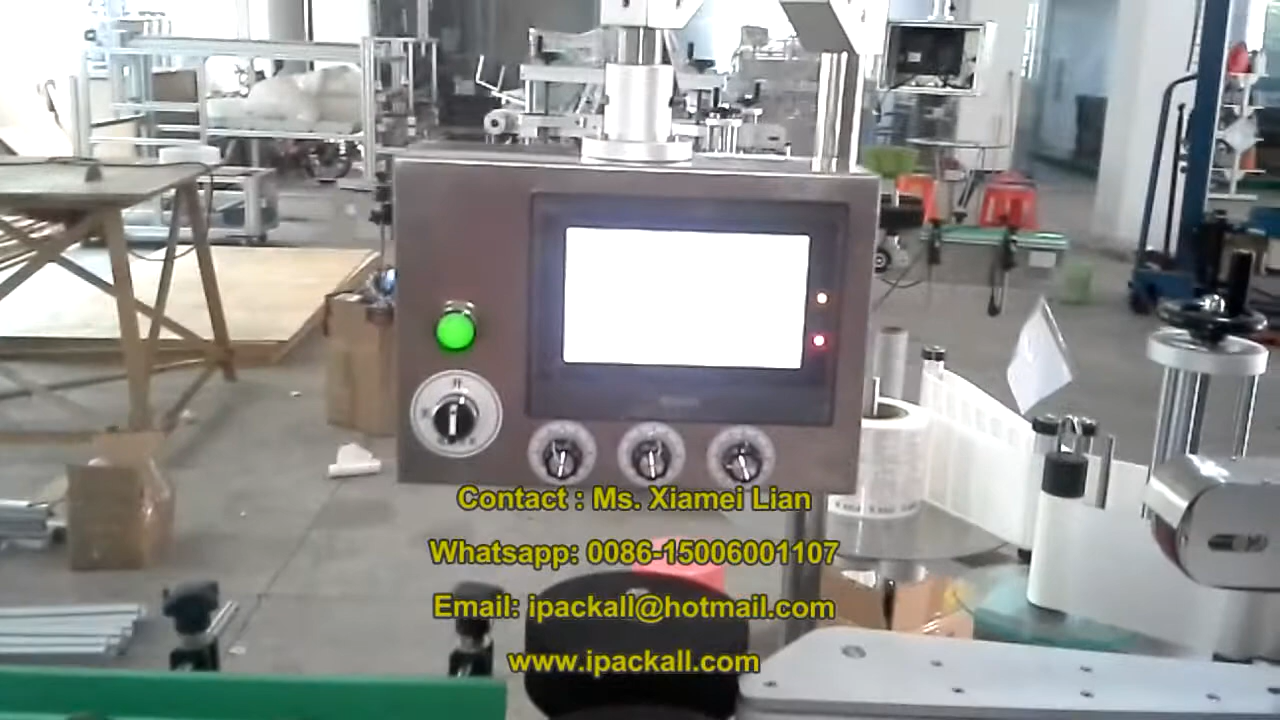 Contact : Ms. Xiamei Lian
Whatsapp: 0086-15006001107
Email: ipackall@hotmail.com
www.ipackall.com